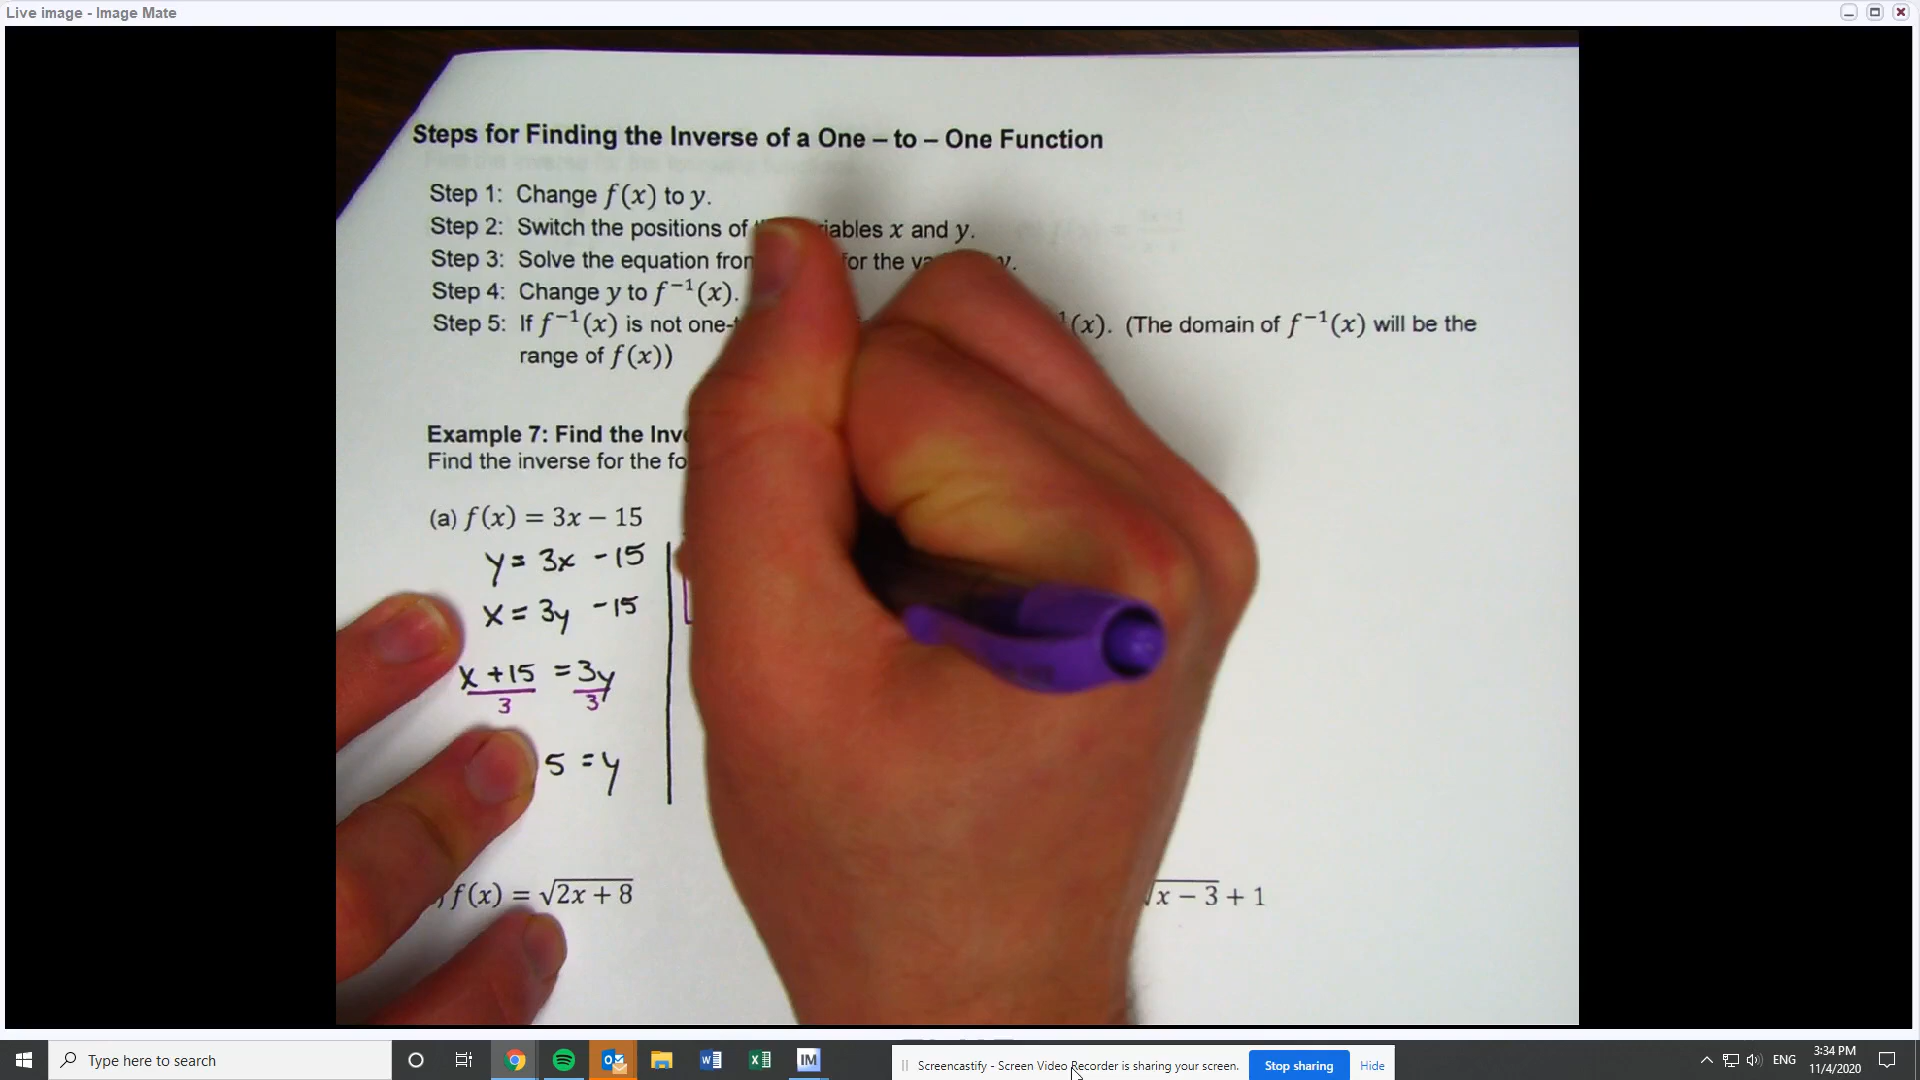 Live image - Image Mate
Steps for Finding the Inverse of a One – to – One Function
Step 1: Change f(x) to y.
Step 2: Switch the positions of iables x and y.
Step 3: Solve the equation from for the y.
Step 4: Change y to f⁻¹(x).
Step 5: If f⁻¹(x) is not one- ⁻¹(x). (The domain of f⁻¹(x) will be the
range of f(x))
Example 7: Find the Inv
Find the inverse for the fo
(a) f(x) = 3x − 15
y = 3x - 15
x = 3y - 15
x + 15 = 3y
3 3
5 = y
f(x) = √(2x + 8)
√(x − 3) + 1
Type here to search
IM
Screencastify - Screen Video Recorder is sharing your screen.
Stop sharing
Hide
ENG
3:34 PM
11/4/2020